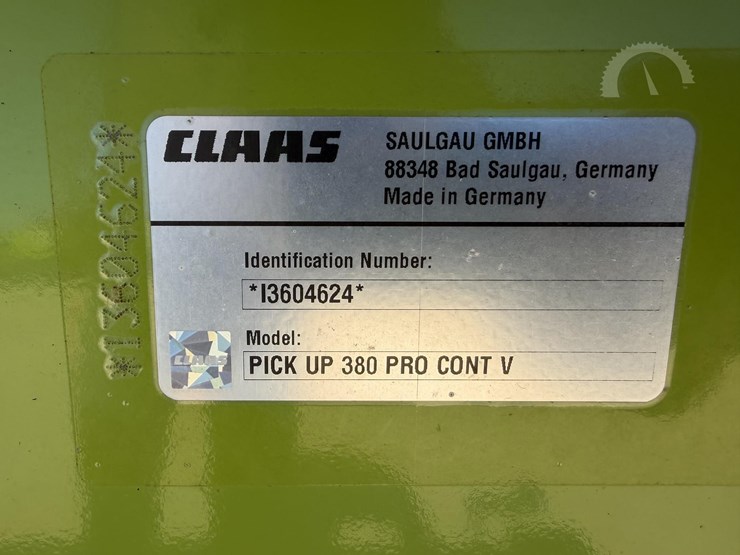 CLAAS
SAULGAU GMBH
88348 Bad Saulgau, Germany
Made in Germany
Identification Number:
*I3604624*
Model:
PICK UP 380 PRO CONT V
CLAAS
*I3604624*